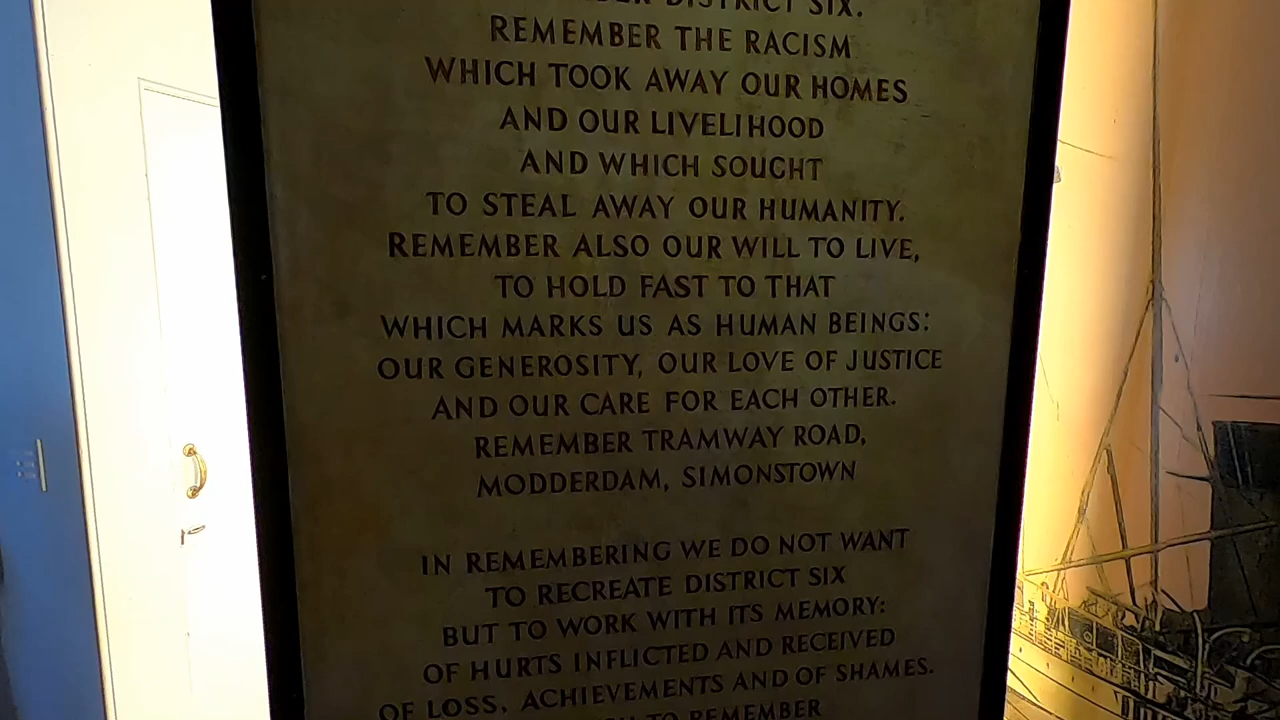 DISTRICT SIX.
REMEMBER THE RACISM
WHICH TOOK AWAY OUR HOMES
AND OUR LIVELIHOOD
AND WHICH SOUGHT
TO STEAL AWAY OUR HUMANITY.
REMEMBER ALSO OUR WILL TO LIVE,
TO HOLD FAST TO THAT
WHICH MARKS US AS HUMAN BEINGS:
OUR GENEROSITY, OUR LOVE OF JUSTICE
AND OUR CARE FOR EACH OTHER.
REMEMBER TRAMWAY ROAD,
MODDERDAM, SIMONSTOWN
IN REMEMBERING WE DO NOT WANT
TO RECREATE DISTRICT SIX
BUT TO WORK WITH ITS MEMORY:
OF HURTS INFLICTED AND RECEIVED
OF LOSS, ACHIEVEMENTS AND OF SHAMES.
TO REMEMBER